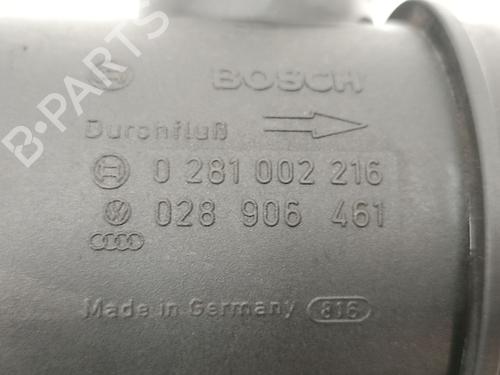 BOSCH
Durchfluß
0 281 002 216
028 906 461
Made in Germany 816
B-PARTS